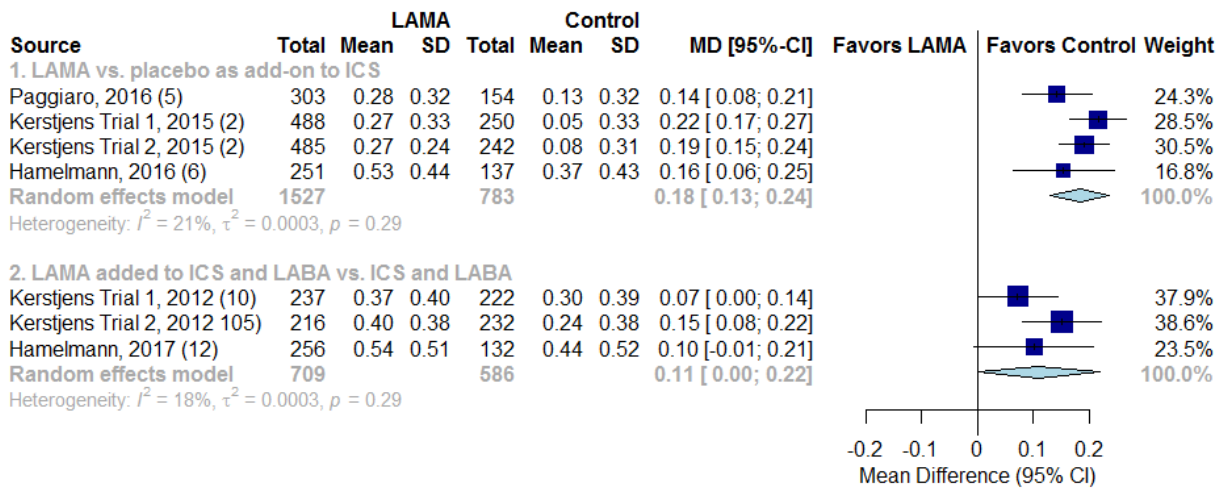 LAMA Control
Source Total Mean SD Total Mean SD MD [95%-CI] Favors LAMA Favors Control Weight
1. LAMA vs. placebo as add-on to ICS
Paggiaro, 2016 (5) 303 0.28 0.32 154 0.13 0.32 0.14 [ 0.08; 0.21] 24.3%
Kerstjens Trial 1, 2015 (2) 488 0.27 0.33 250 0.05 0.33 0.22 [ 0.17; 0.27] 28.5%
Kerstjens Trial 2, 2015 (2) 485 0.27 0.24 242 0.08 0.31 0.19 [ 0.15; 0.24] 30.5%
Hamelmann, 2016 (6) 251 0.53 0.44 137 0.37 0.43 0.16 [ 0.06; 0.25] 16.8%
Random effects model 1527 783 0.18 [ 0.13; 0.24] 100.0%
Heterogeneity: I² = 21%, τ² = 0.0003, p = 0.29
2. LAMA added to ICS and LABA vs. ICS and LABA
Kerstjens Trial 1, 2012 (10) 237 0.37 0.40 222 0.30 0.39 0.07 [ 0.00; 0.14] 37.9%
Kerstjens Trial 2, 2012 105) 216 0.40 0.38 232 0.24 0.38 0.15 [ 0.08; 0.22] 38.6%
Hamelmann, 2017 (12) 256 0.54 0.51 132 0.44 0.52 0.10 [-0.01; 0.21] 23.5%
Random effects model 709 586 0.11 [ 0.00; 0.22] 100.0%
Heterogeneity: I² = 18%, τ² = 0.0003, p = 0.29
-0.2 -0.1 0 0.1 0.2
Mean Difference (95% CI)